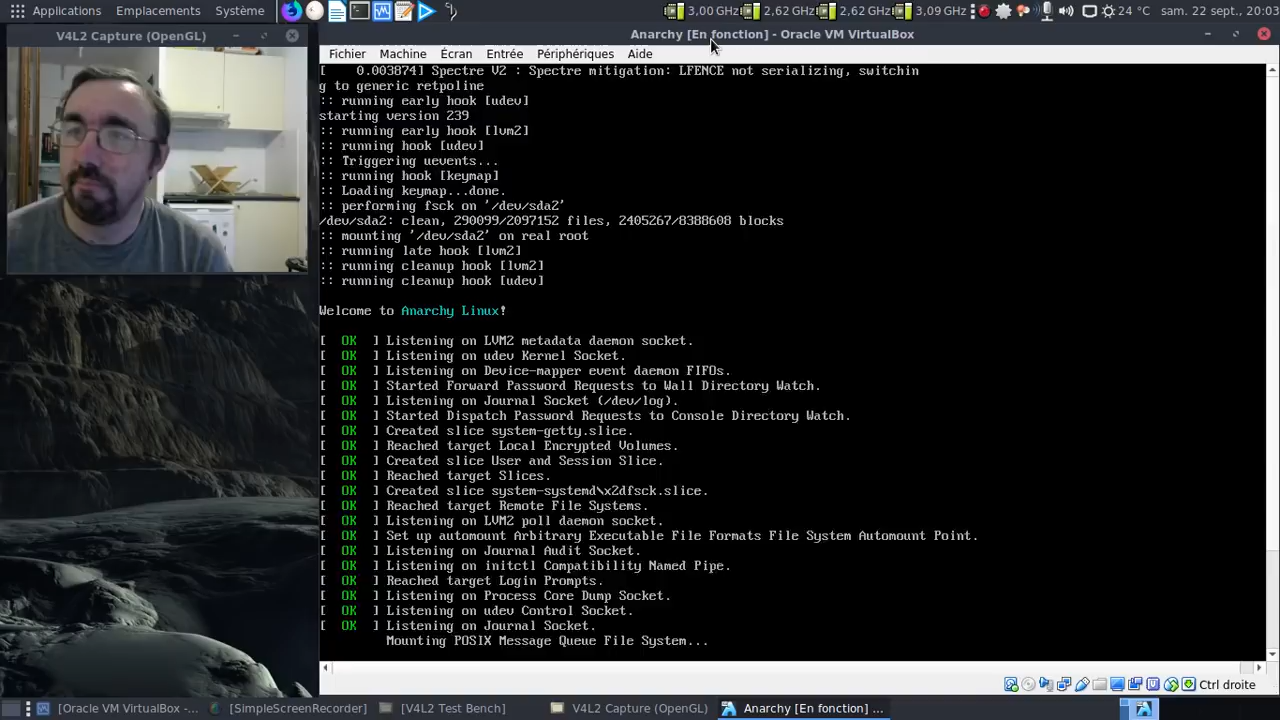 Applications Emplacements Système 3,00 GHz 2,62 GHz 2,62 GHz 3,09 GHz 24 °C sam. 22 sept., 20:03
V4L2 Capture (OpenGL)
Anarchy [En fonction] - Oracle VM VirtualBox
Fichier Machine Écran Entrée Périphériques Aide
[    0.003874] Spectre V2 : Spectre mitigation: LFENCE not serializing, switchin
g to generic retpoline
:: running early hook [udev]
starting version 239
:: running early hook [lvm2]
:: running hook [udev]
:: Triggering uevents...
:: running hook [keymap]
:: Loading keymap...done.
:: performing fsck on '/dev/sda2'
/dev/sda2: clean, 290099/2097152 files, 2405267/8388608 blocks
:: mounting '/dev/sda2' on real root
:: running late hook [lvm2]
:: running cleanup hook [lvm2]
:: running cleanup hook [udev]
Welcome to Anarchy Linux!
[  OK  ] Listening on LVM2 metadata daemon socket.
[  OK  ] Listening on udev Kernel Socket.
[  OK  ] Listening on Device-mapper event daemon FIFOs.
[  OK  ] Started Forward Password Requests to Wall Directory Watch.
[  OK  ] Listening on Journal Socket (/dev/log).
[  OK  ] Started Dispatch Password Requests to Console Directory Watch.
[  OK  ] Created slice system-getty.slice.
[  OK  ] Reached target Local Encrypted Volumes.
[  OK  ] Created slice User and Session Slice.
[  OK  ] Reached target Slices.
[  OK  ] Created slice system-systemd\x2dfsck.slice.
[  OK  ] Reached target Remote File Systems.
[  OK  ] Listening on LVM2 poll daemon socket.
[  OK  ] Set up automount Arbitrary Executable File Formats File System Automount Point.
[  OK  ] Listening on Journal Audit Socket.
[  OK  ] Listening on initctl Compatibility Named Pipe.
[  OK  ] Reached target Login Prompts.
[  OK  ] Listening on Process Core Dump Socket.
[  OK  ] Listening on udev Control Socket.
[  OK  ] Listening on Journal Socket.
Mounting POSIX Message Queue File System...
Ctrl droite
[Oracle VM VirtualBox -... [SimpleScreenRecorder] [V4L2 Test Bench] V4L2 Capture (OpenGL) Anarchy [En fonction] ...